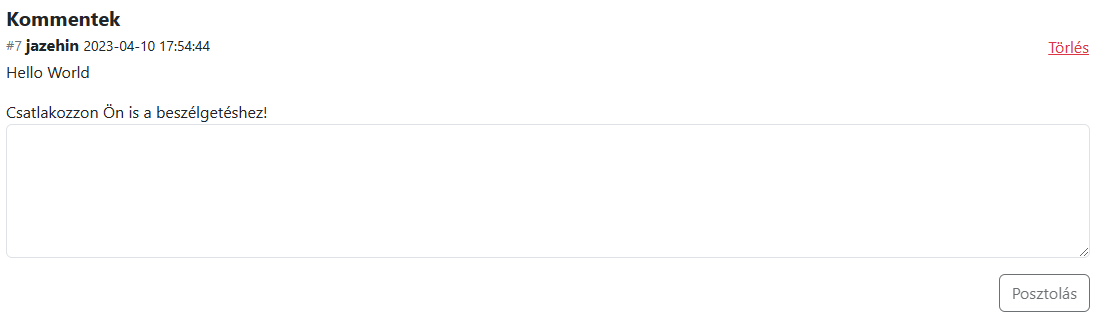 Kommentek
#7 jazehin 2023-04-10 17:54:44 Törlés
Hello World
Csatlakozzon Ön is a beszélgetéshez!
Posztolás